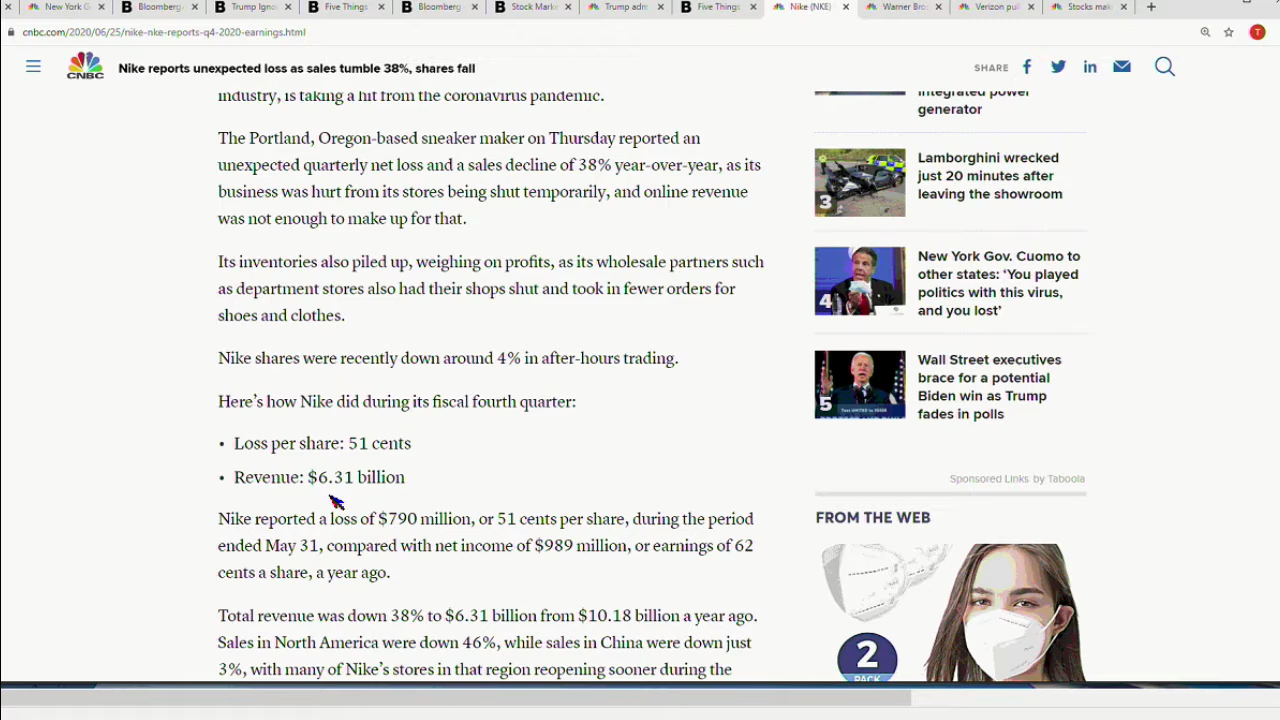 New York G
Bloomberg
Trump Igno
Five Things
Bloomberg
Stock Mark
Trump adm
Five Things
Nike (NKE)
Warner Bro
Verizon pul
Stocks mak
cnbc.com/2020/06/25/nike-nke-reports-q4-2020-earnings.html
T
CNBC
Nike reports unexpected loss as sales tumble 38%, shares fall
SHARE
industry, is taking a hit from the coronavirus pandemic.
The Portland, Oregon-based sneaker maker on Thursday reported an
unexpected quarterly net loss and a sales decline of 38% year-over-year, as its
business was hurt from its stores being shut temporarily, and online revenue
was not enough to make up for that.
Its inventories also piled up, weighing on profits, as its wholesale partners such
as department stores also had their shops shut and took in fewer orders for
shoes and clothes.
Nike shares were recently down around 4% in after-hours trading.
Here's how Nike did during its fiscal fourth quarter:
• Loss per share: 51 cents
• Revenue: $6.31 billion
Nike reported a loss of $790 million, or 51 cents per share, during the period
ended May 31, compared with net income of $989 million, or earnings of 62
cents a share, a year ago.
Total revenue was down 38% to $6.31 billion from $10.18 billion a year ago.
Sales in North America were down 46%, while sales in China were down just
3%, with many of Nike's stores in that region reopening sooner during the
integrated power
generator
3
Lamborghini wrecked
just 20 minutes after
leaving the showroom
4
New York Gov. Cuomo to
other states: ‘You played
politics with this virus,
and you lost’
5
Wall Street executives
brace for a potential
Biden win as Trump
fades in polls
Sponsored Links by Taboola
FROM THE WEB
2
PACK